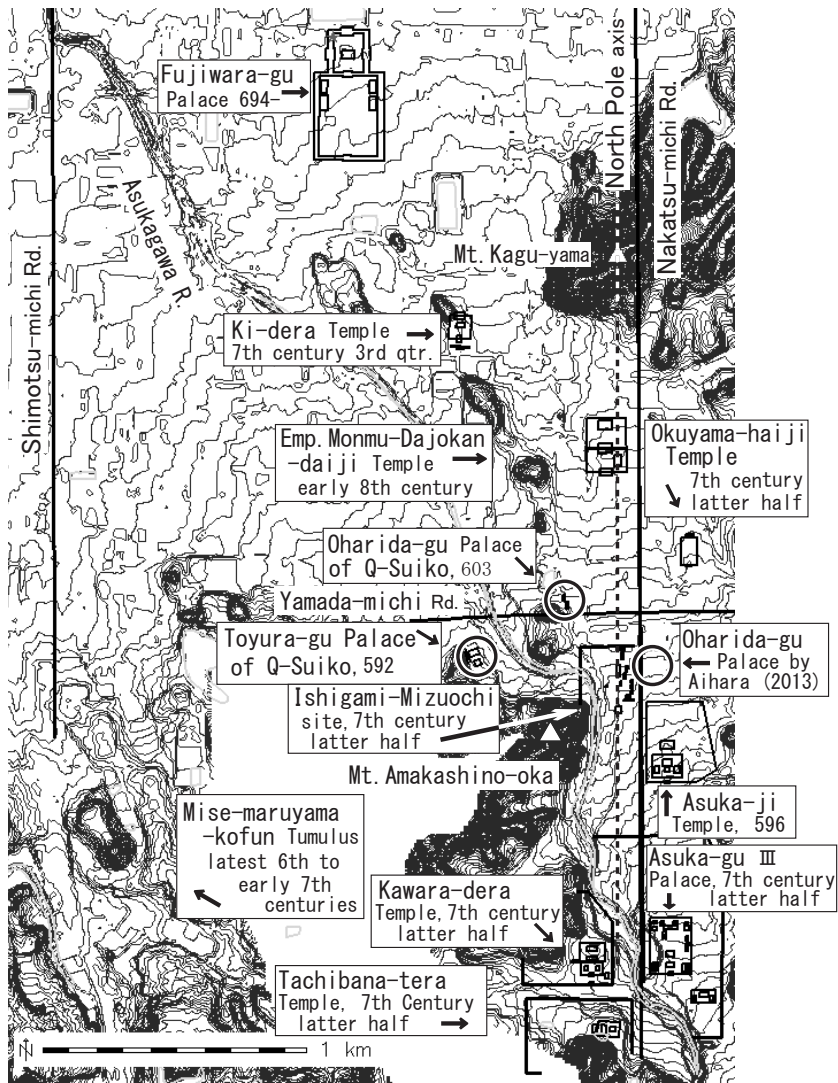 Fujiwara-gu
Palace 694-
North Pole axis
Nakatsu-michi Rd.
Asukagawa R.
Shimotsu-michi Rd.
Mt. Kagu-yama
Ki-dera Temple
7th century 3rd qtr.
Emp. Monmu-Dajokan
-daiji Temple
early 8th century
Okuyama-haiji
Temple
7th century
latter half
Oharida-gu Palace
of Q-Suiko, 603
Yamada-michi Rd.
Toyura-gu Palace
of Q-Suiko, 592
Oharida-gu
Palace by
Aihara (2013)
Ishigami-Mizuochi
site, 7th century
latter half
Mt. Amakashino-oka
Mise-maruyama
-kofun Tumulus
latest 6th to
early 7th
centuries
Asuka-ji
Temple, 596
Asuka-gu Ⅲ
Palace, 7th century
latter half
Kawara-dera
Temple, 7th century
latter half
Tachibana-tera
Temple, 7th Century
latter half
N
1 km